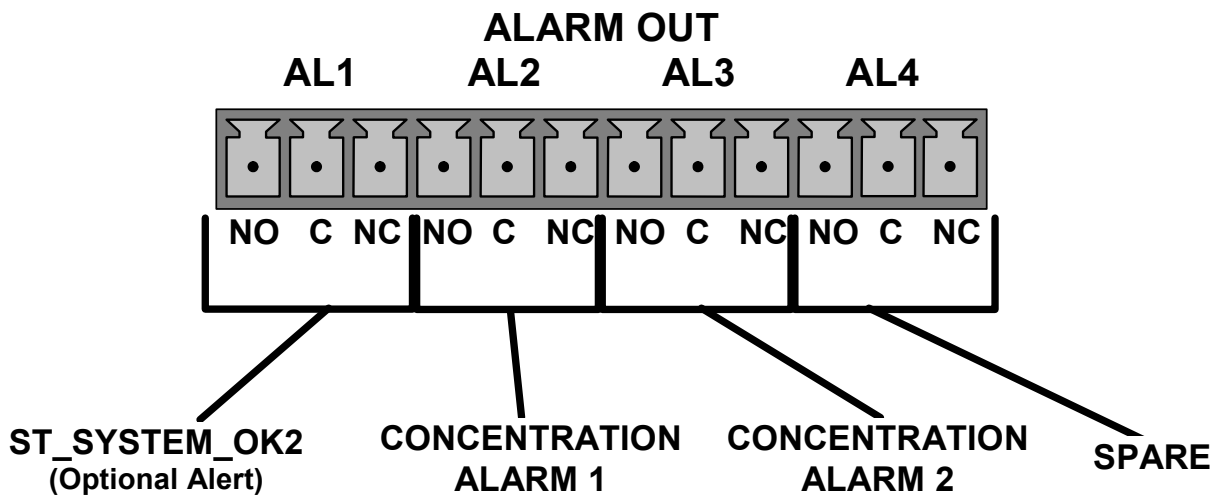 ALARM OUT
AL1 AL2 AL3 AL4
NO C NC NO C NC NO C NC NO C NC
ST_SYSTEM_OK2
(Optional Alert)
CONCENTRATION
ALARM 1
CONCENTRATION
ALARM 2
SPARE